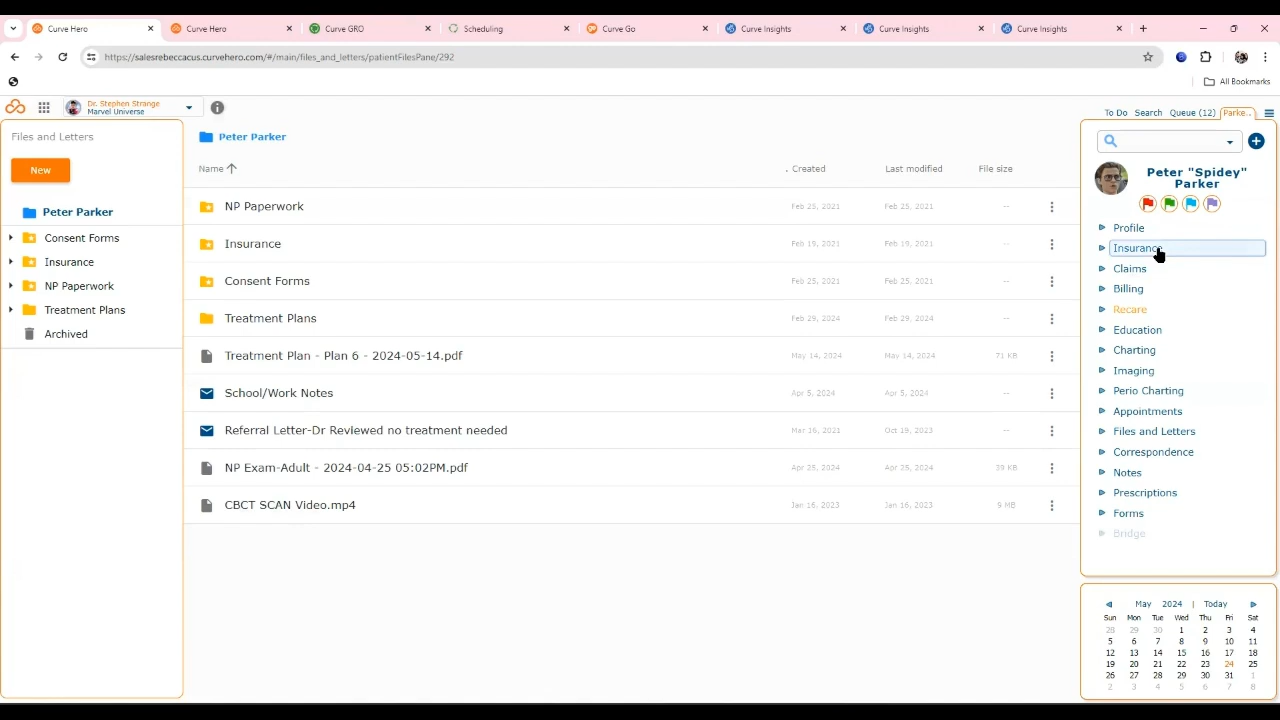 Curve Hero
Curve Hero
Curve GRO
Scheduling
Curve Go
Curve Insights
Curve Insights
Curve Insights
https://salesrebeccacus.curvehero.com/#/main/files_and_letters/patientFilesPane/292
All Bookmarks
Dr. Stephen Strange
Marvel Universe
To Do Search Queue (12) Parke...
Files and Letters
New
Peter Parker
Consent Forms
Insurance
NP Paperwork
Treatment Plans
Archived
Peter Parker
Name Created Last modified File size
NP Paperwork Feb 25, 2021 Feb 25, 2021 --
Insurance Feb 19, 2021 Feb 19, 2021 --
Consent Forms Feb 25, 2021 Feb 25, 2021 --
Treatment Plans Feb 29, 2024 Feb 29, 2024 --
Treatment Plan - Plan 6 - 2024-05-14.pdf May 14, 2024 May 14, 2024 71 KB
School/Work Notes Apr 5, 2024 Apr 5, 2024 --
Referral Letter-Dr Reviewed no treatment needed Mar 16, 2021 Oct 19, 2023 --
NP Exam-Adult - 2024-04-25 05:02PM.pdf Apr 25, 2024 Apr 25, 2024 39 KB
CBCT SCAN Video.mp4 Jan 16, 2023 Jan 16, 2023 9 MB
Peter "Spidey"
Parker
Profile
Insurance
Claims
Billing
Recare
Education
Charting
Imaging
Perio Charting
Appointments
Files and Letters
Correspondence
Notes
Prescriptions
Forms
Bridge
May 2024 | Today
Sun Mon Tue Wed Thu Fri Sat
28 29 30 1 2 3 4
5 6 7 8 9 10 11
12 13 14 15 16 17 18
19 20 21 22 23 24 25
26 27 28 29 30 31 1
2 3 4 5 6 7 8